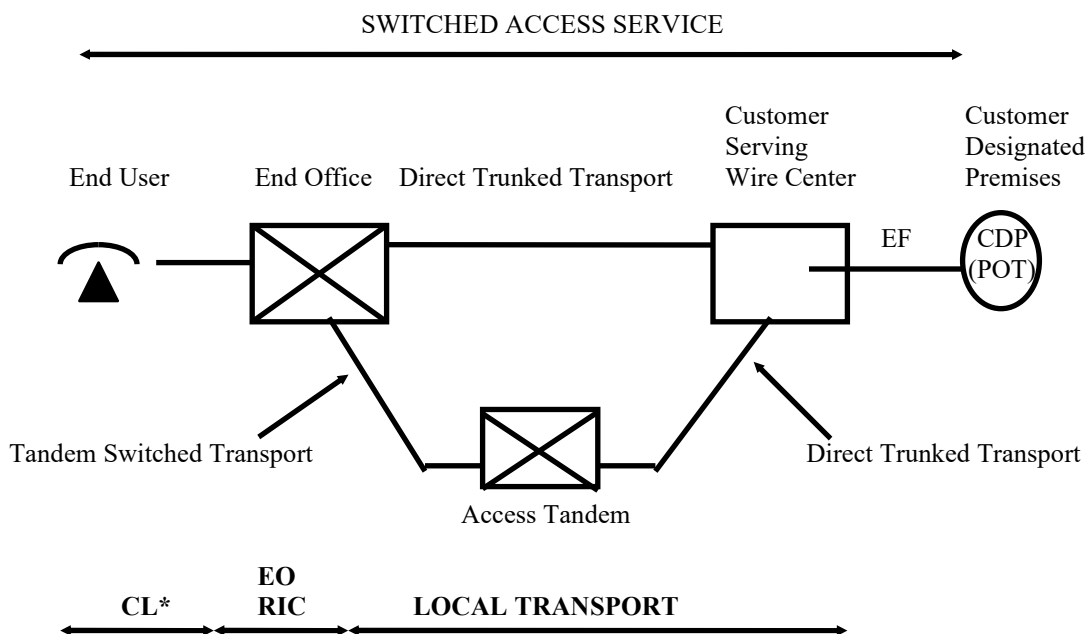 SWITCHED ACCESS SERVICE
Customer
Serving
Wire Center
Customer
Designated
Premises
End User
End Office
Direct Trunked Transport
EF
CDP
(POT)
Tandem Switched Transport
Direct Trunked Transport
Access Tandem
CL*
EO
RIC
LOCAL TRANSPORT